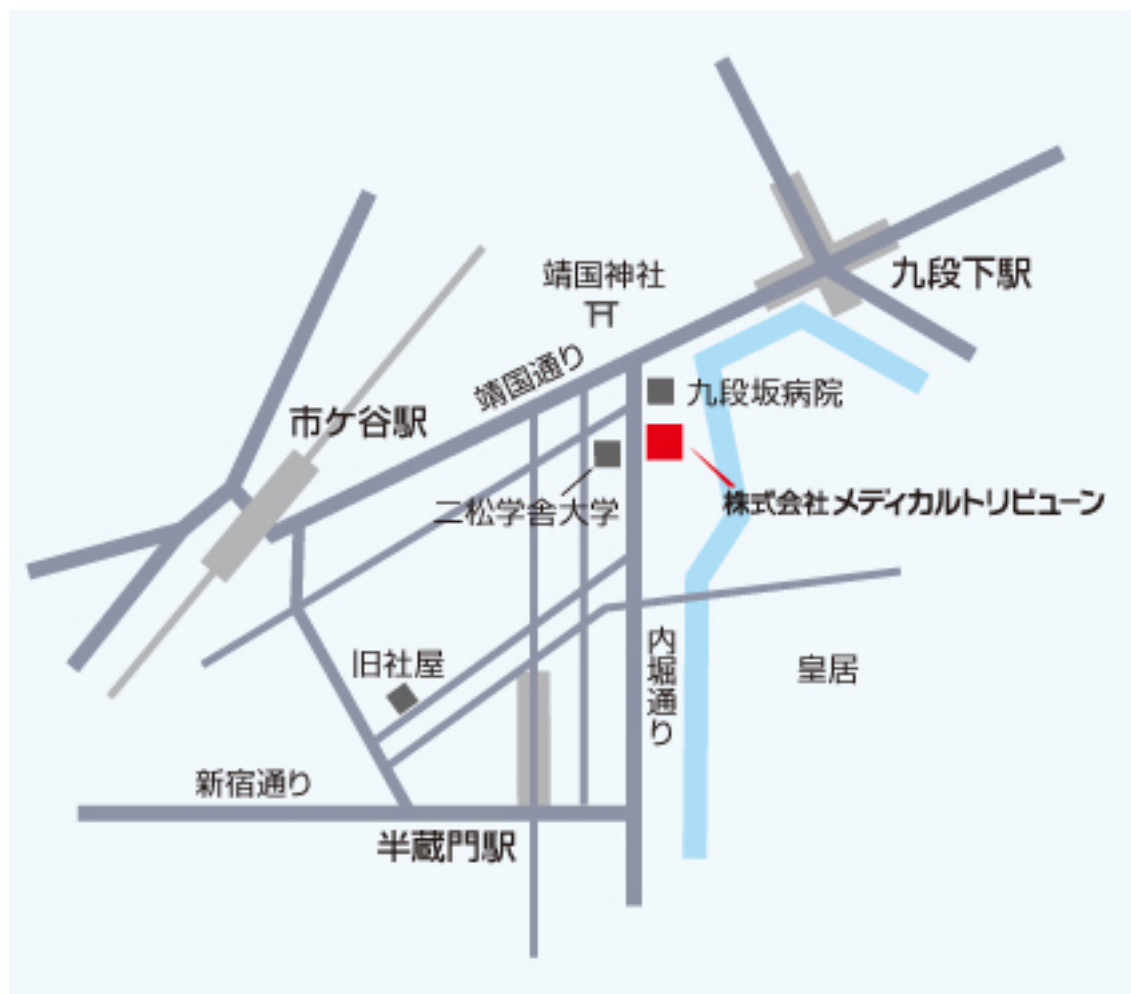 靖国神社
九段下駅
靖国通り
九段坂病院
市ケ谷駅
二松学舎大学
株式会社メディカルトリビューン
内堀通り
旧社屋
皇居
新宿通り
半蔵門駅